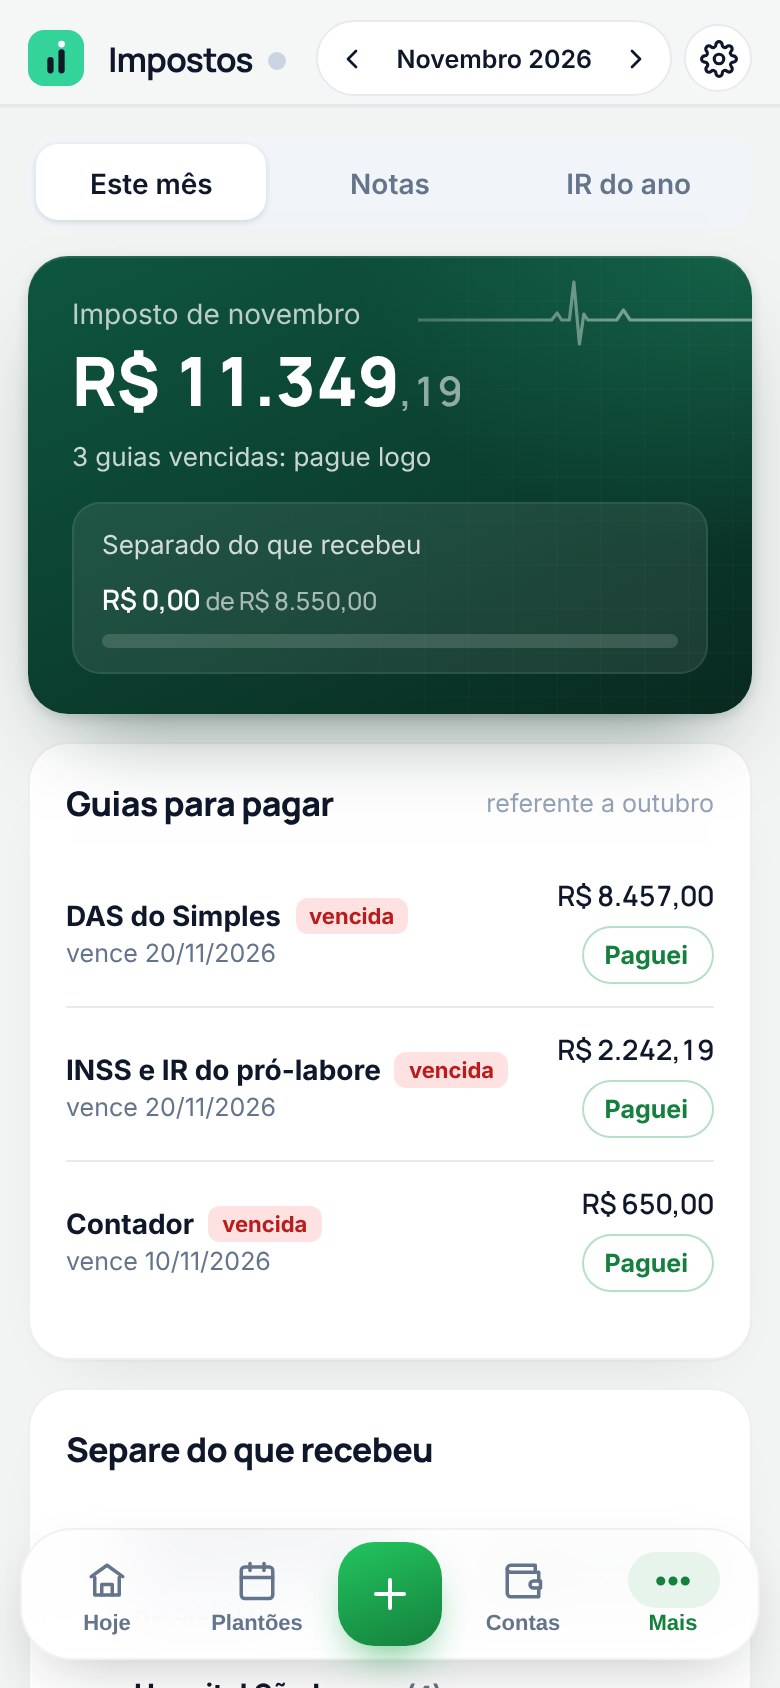 Impostos
Novembro 2026
Este mês
Notas
IR do ano
Imposto de novembro
R$ 11.349,19
3 guias vencidas: pague logo
Separado do que recebeu
R$ 0,00 de R$ 8.550,00
Guias para pagar
referente a outubro
DAS do Simples vencida
R$ 8.457,00
vence 20/11/2026
Paguei
INSS e IR do pró-labore vencida
R$ 2.242,19
vence 20/11/2026
Paguei
Contador vencida
R$ 650,00
vence 10/11/2026
Paguei
Separe do que recebeu
Hoje
Plantões
Contas
Mais